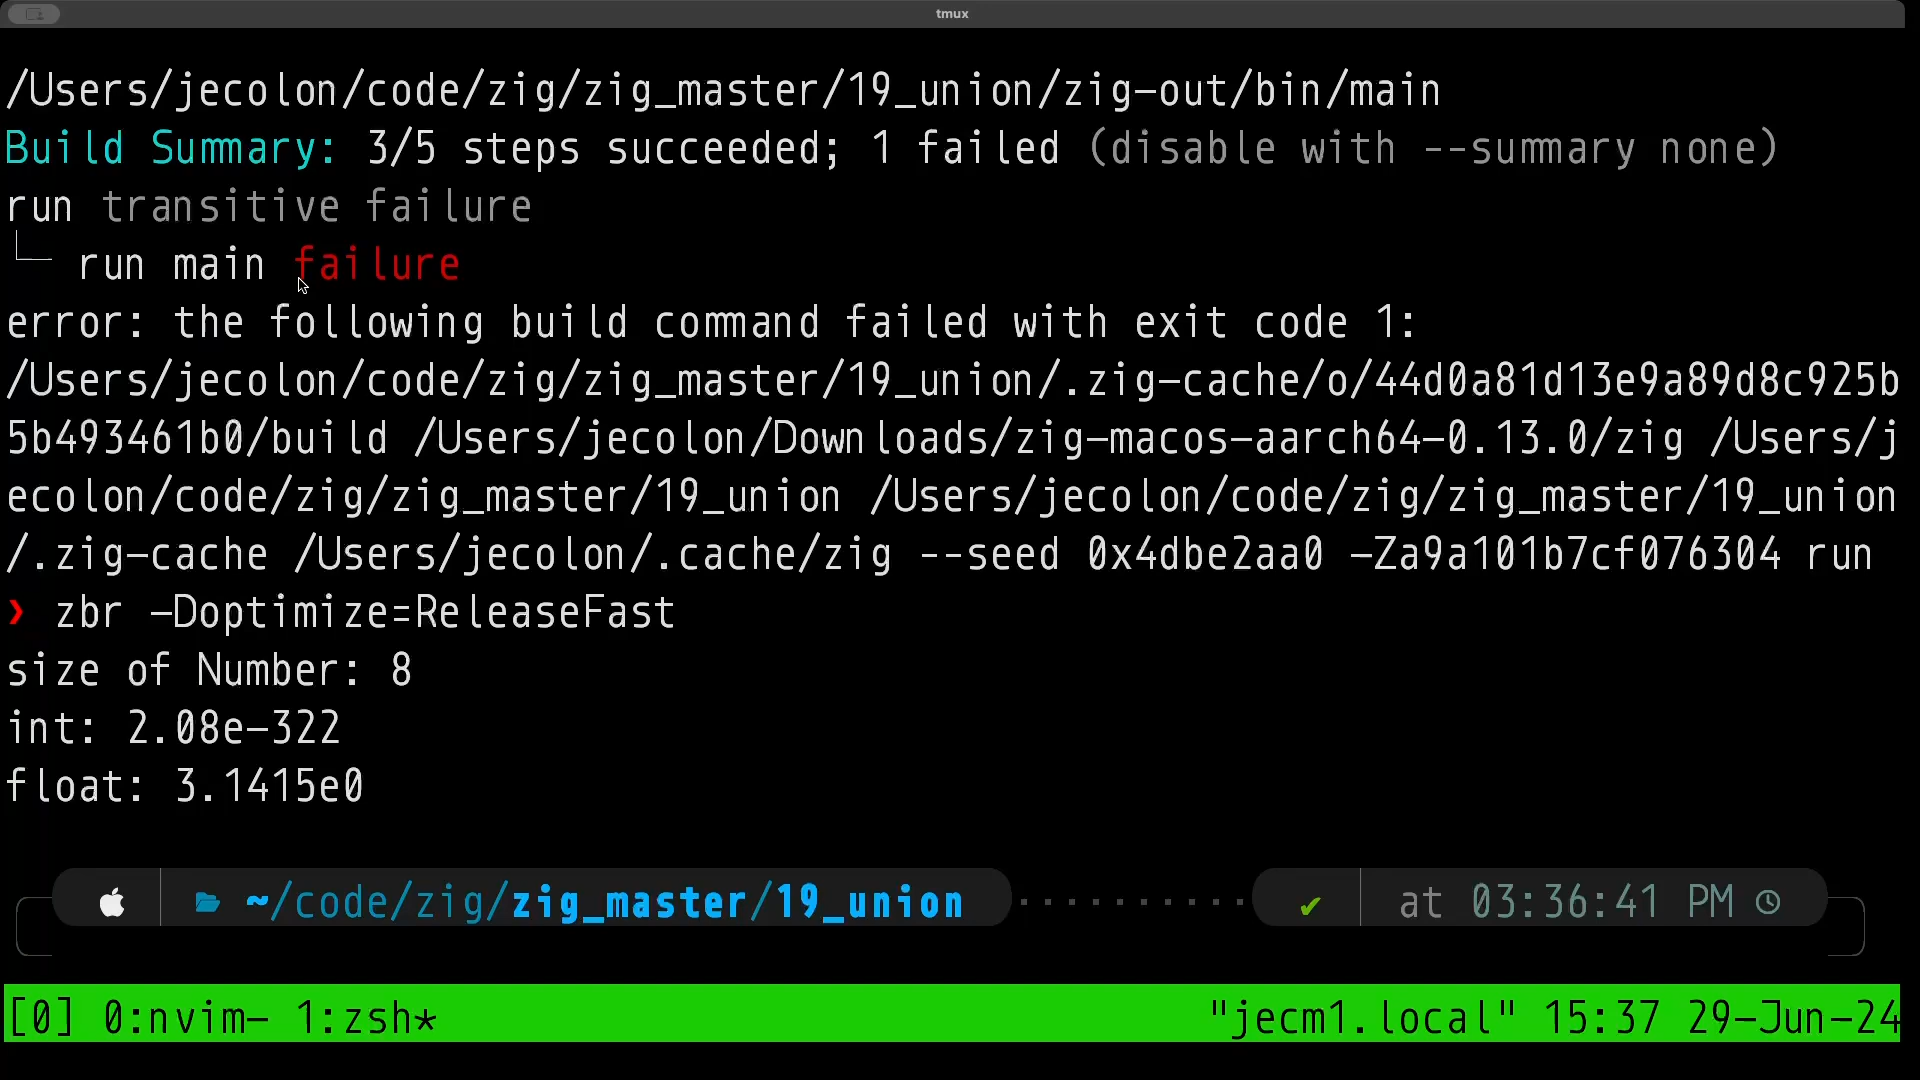 tmux
/Users/jecolon/code/zig/zig_master/19_union/zig-out/bin/main
Build Summary: 3/5 steps succeeded; 1 failed (disable with --summary none)
run transitive failure
└─ run main failure
error: the following build command failed with exit code 1:
/Users/jecolon/code/zig/zig_master/19_union/.zig-cache/o/44d0a81d13e9a89d8c925b
5b493461b0/build /Users/jecolon/Downloads/zig-macos-aarch64-0.13.0/zig /Users/j
ecolon/code/zig/zig_master/19_union /Users/jecolon/code/zig/zig_master/19_union
/.zig-cache /Users/jecolon/.cache/zig --seed 0x4dbe2aa0 -Za9a101b7cf076304 run
❯ zbr -Doptimize=ReleaseFast
size of Number: 8
int: 2.08e-322
float: 3.1415e0
~/code/zig/zig_master/19_union ·········· ✔ at 03:36:41 PM
[0] 0:nvim- 1:zsh* "jecm1.local" 15:37 29-Jun-24